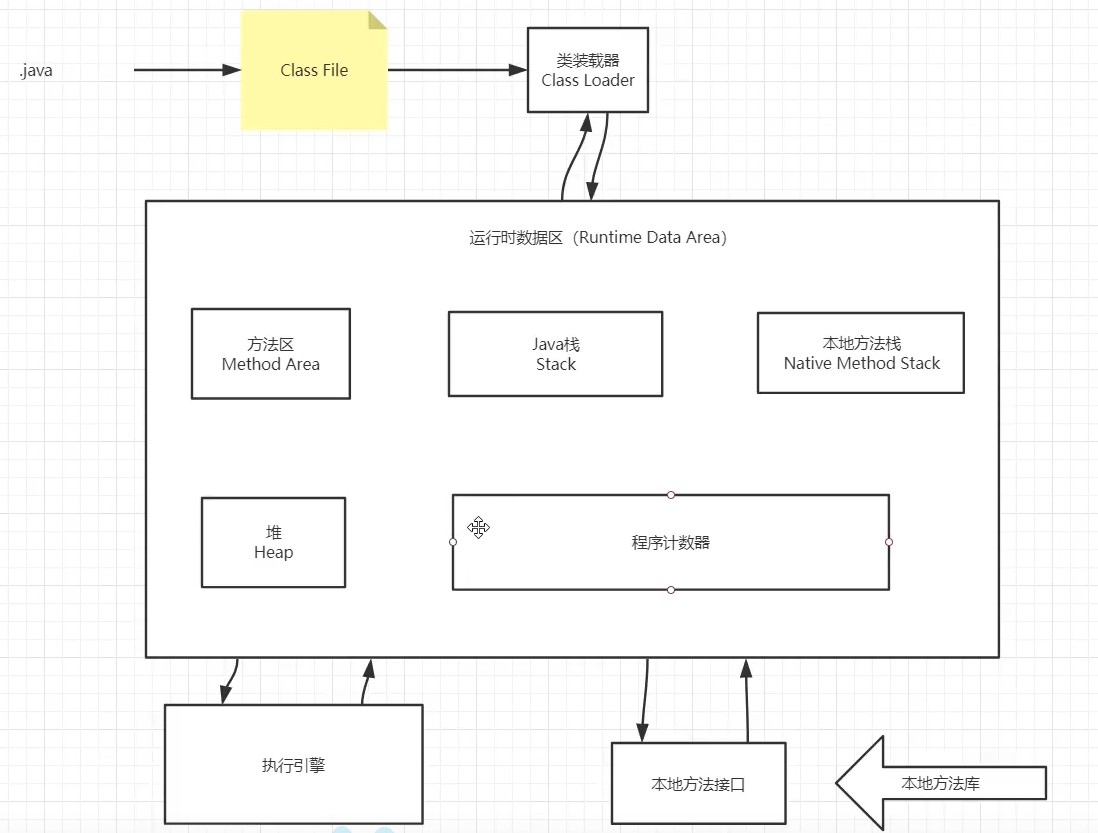 .java
Class File
类装载器
Class Loader
运行时数据区（Runtime Data Area）
方法区
Method Area
Java栈
Stack
本地方法栈
Native Method Stack
堆
Heap
程序计数器
执行引擎
本地方法接口
本地方法库